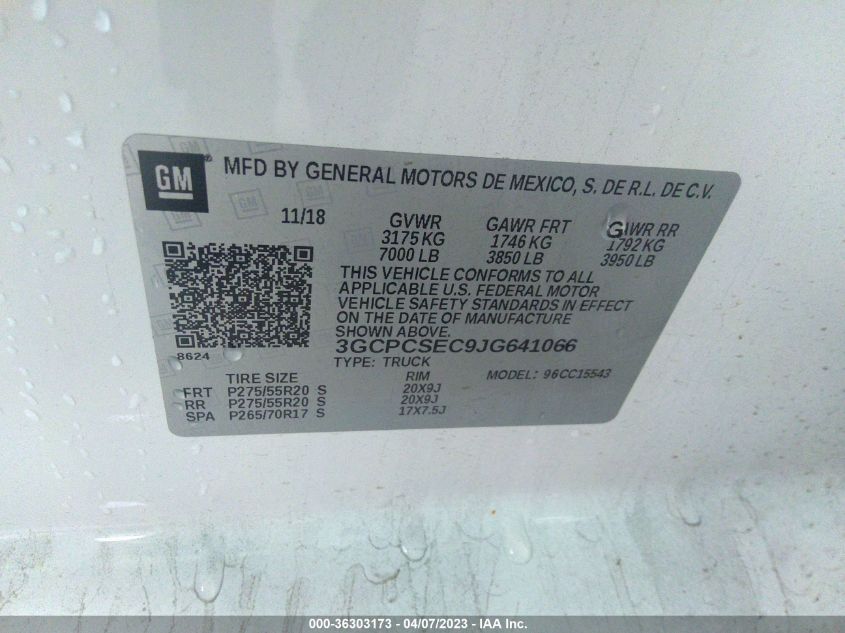 GM
MFD BY GENERAL MOTORS DE MEXICO, S. DE R.L. DE C.V.
11/18 GVWR GAWR FRT GIWR RR
3175 KG 1746 KG 1792 KG
7000 LB 3850 LB 3950 LB
THIS VEHICLE CONFORMS TO ALL
APPLICABLE U.S. FEDERAL MOTOR
VEHICLE SAFETY STANDARDS IN EFFECT
ON THE DATE OF MANUFACTURE
SHOWN ABOVE.
8624 3GCPCSEC9JG641066
TYPE: TRUCK MODEL: 96CC15543
TIRE SIZE RIM
FRT P275/55R20 S 20X9J
RR P275/55R20 S 20X9J
SPA P265/70R17 S 17X7.5J
000-36303173 - 04/07/2023 - IAA Inc.